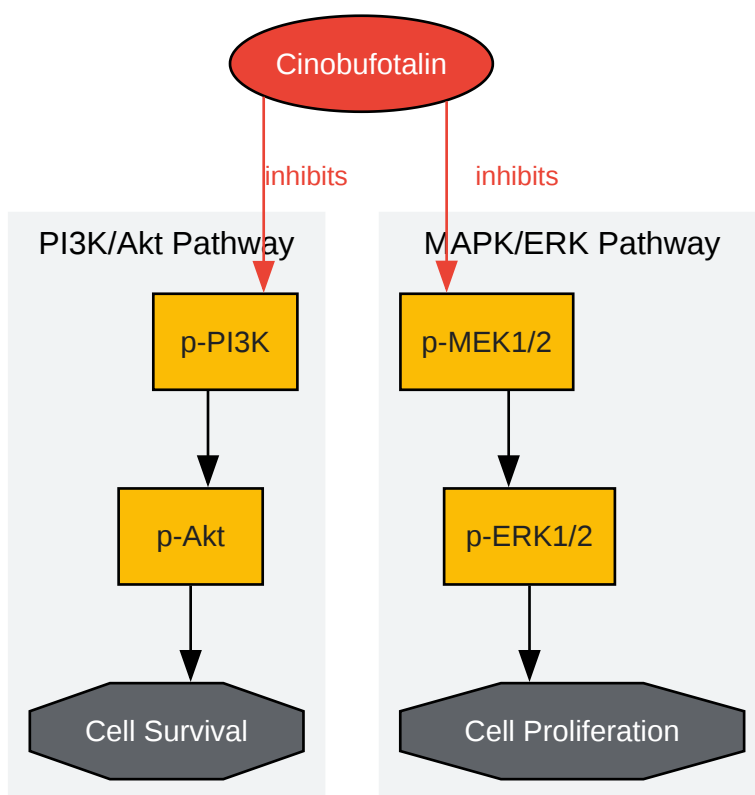 Cinobufotalin
inhibits
inhibits
PI3K/Akt Pathway
MAPK/ERK Pathway
p-PI3K
p-MEK1/2
p-Akt
p-ERK1/2
Cell Survival
Cell Proliferation